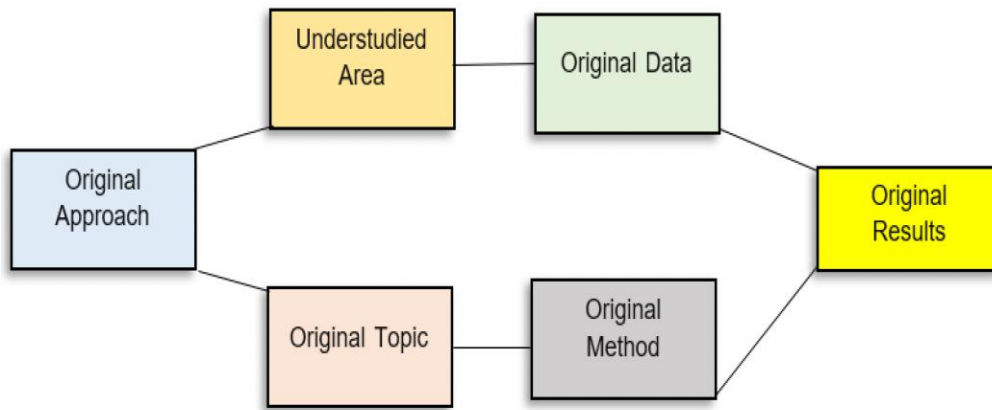 Understudied
Area
Original Data
Original
Approach
Original
Results
Original Topic
Original
Method